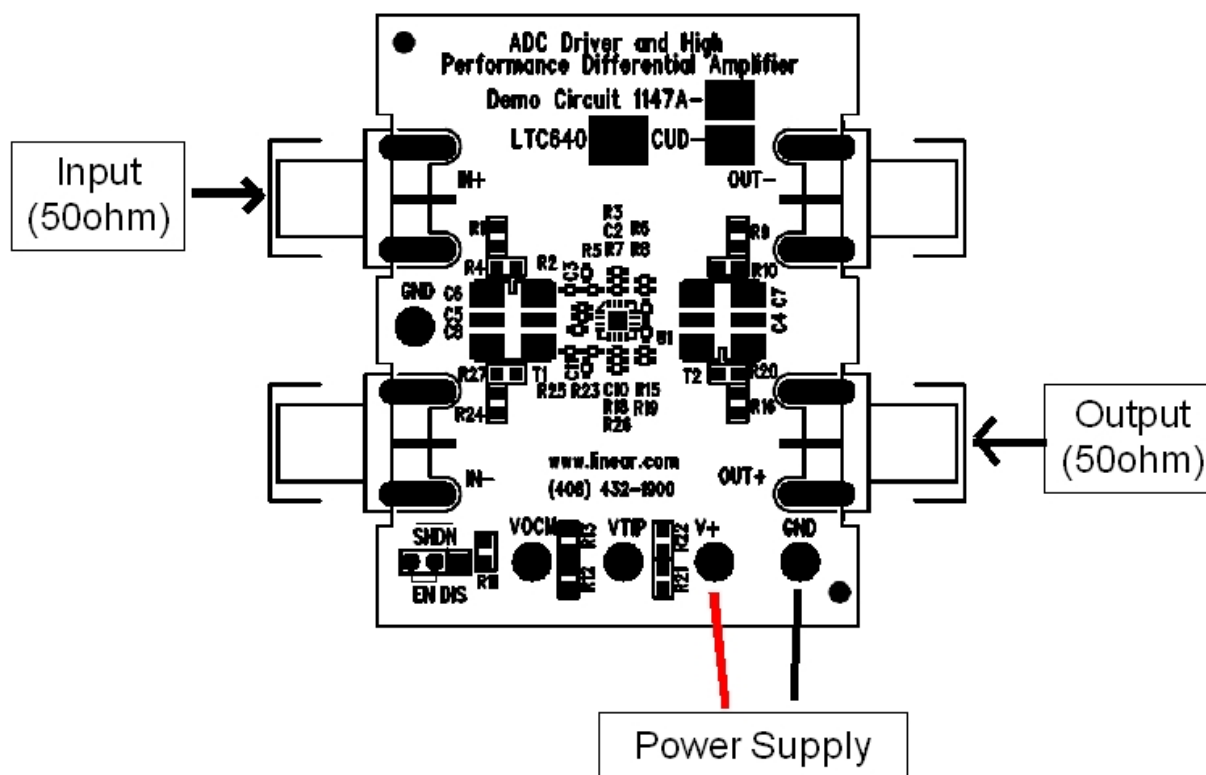 ADC Driver and High
Performance Differential Amplifier
Demo Circuit 1147A-
LTC640 CUD-
Input
(50ohm)
IN+
OUT-
R3
C2 R6
R5 R7 R8
R1
R9
R4 R2 C3
R10
GND C6
C5
C7
C4
T1
T2
R27
R20
R25 R23 C10 R15
R18 R19
R24
R16
R26
IN-
OUT+
www.linear.com
(408) 432-1900
Output
(50ohm)
SHDN
EN DIS
R11
VOCM
R13
R12
VTIP
R22
R21
V+
GND
Power Supply